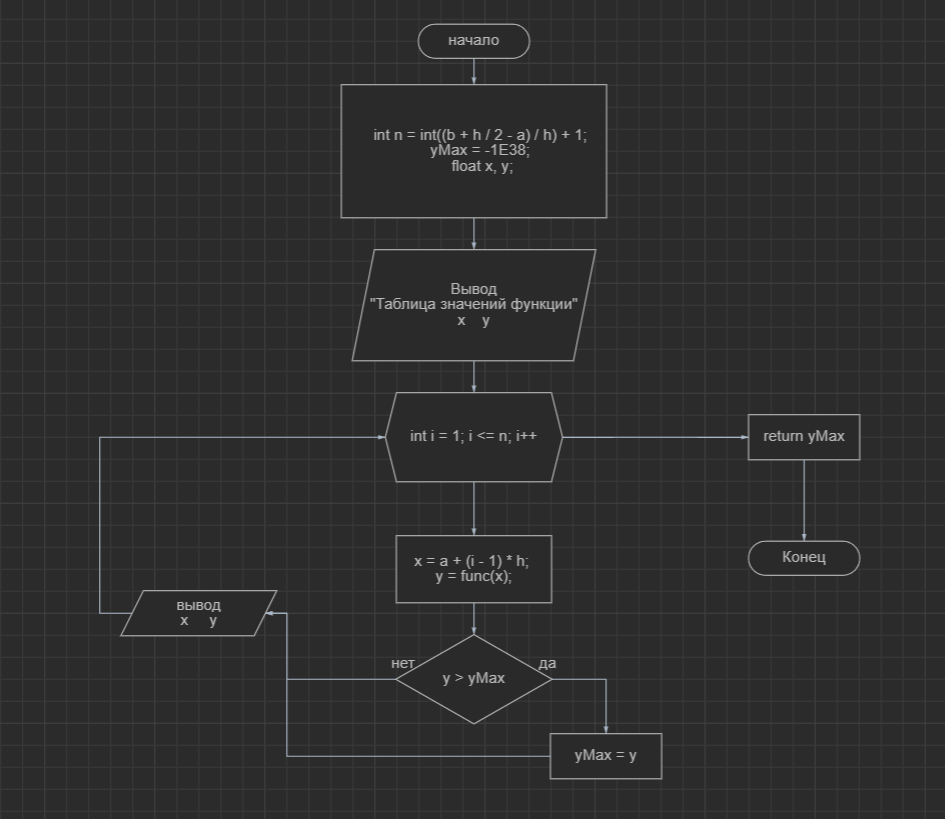 начало
int n = int((b + h / 2 - a) / h) + 1;
yMax = -1E38;
float x, y;
Вывод
"Таблица значений функции"
x y
int i = 1; i <= n; i++
return yMax
Конец
x = a + (i - 1) * h;
y = func(x);
вывод
x y
нет
y > yMax
да
yMax = y